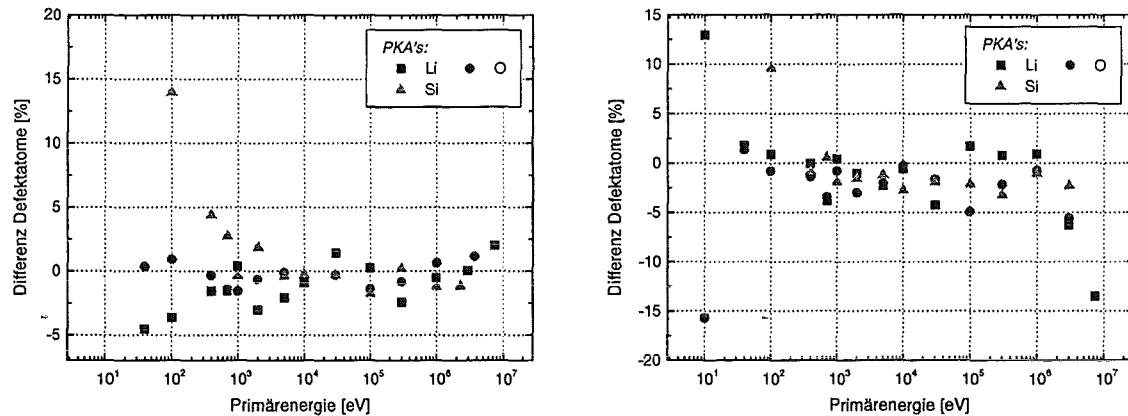 20
15
10
5
0
-5
Differenz Defektatome [%]
PKA's:
Li O
Si
10¹ 10² 10³ 10⁴ 10⁵ 10⁶ 10⁷
Primärenergie [eV]
15
10
5
0
-5
-10
-15
-20
Differenz Defektatome [%]
PKA's:
Li O
Si
10¹ 10² 10³ 10⁴ 10⁵ 10⁶ 10⁷
Primärenergie [eV]